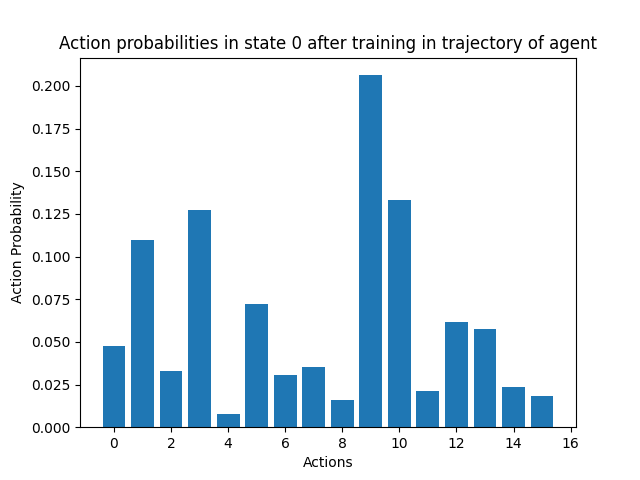 Action probabilities in state 0 after training in trajectory of agent
0.200
0.175
0.150
0.125
0.100
0.075
0.050
0.025
0.000
Action Probability
0 2 4 6 8 10 12 14 16
Actions